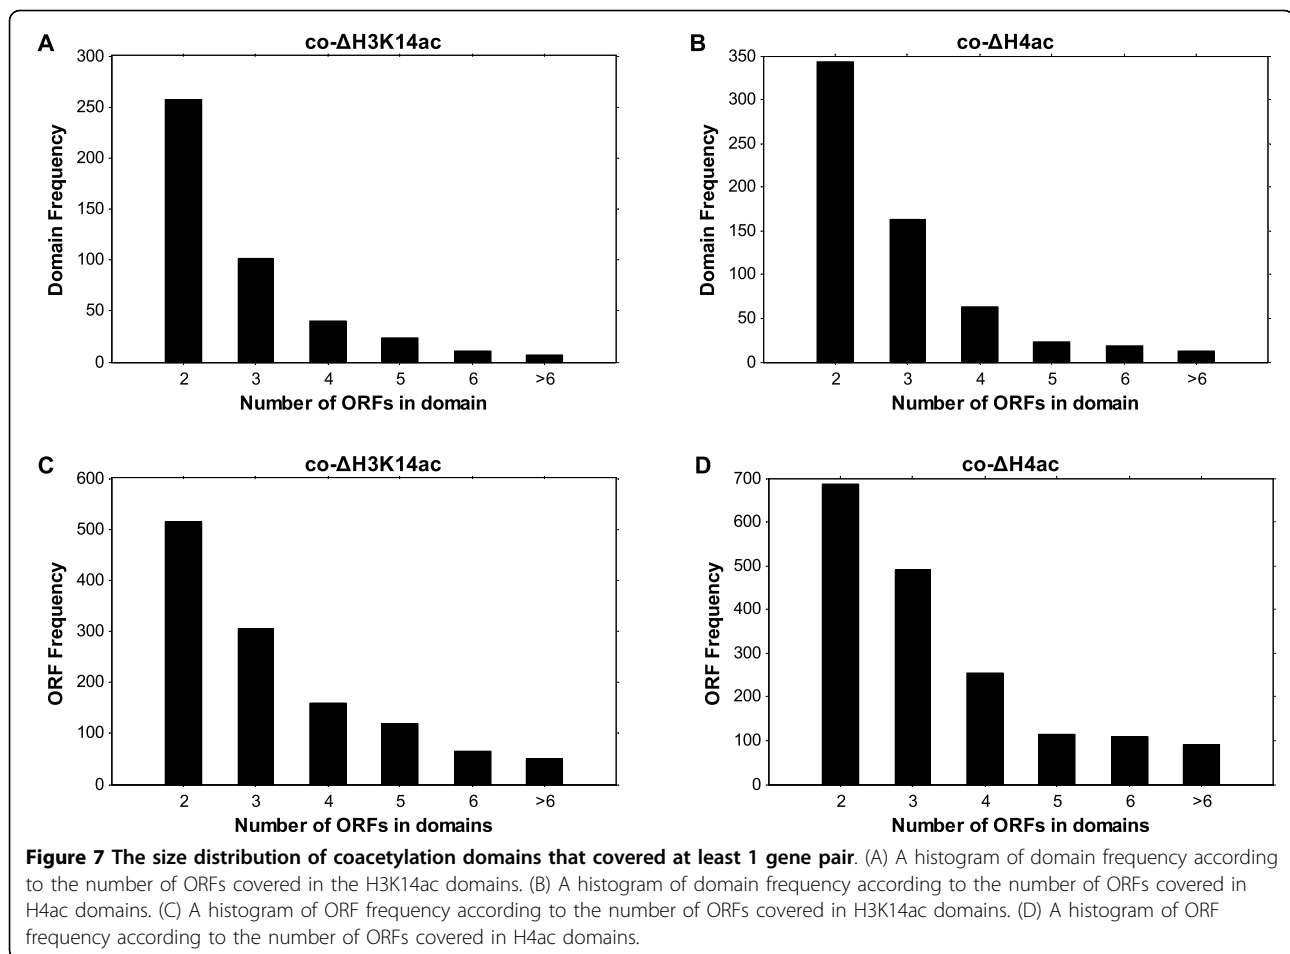 A
co-ΔH3K14ac
300
250
200
150
100
50
0
Domain Frequency
2 3 4 5 6 >6
Number of ORFs in domain
B
co-ΔH4ac
350
300
250
200
150
100
50
0
Domain Frequency
2 3 4 5 6 >6
Number of ORFs in domain
C
co-ΔH3K14ac
600
500
400
300
200
100
0
ORF Frequency
2 3 4 5 6 >6
Number of ORFs in domains
D
co-ΔH4ac
700
600
500
400
300
200
100
0
ORF Frequency
2 3 4 5 6 >6
Number of ORFs in domains
Figure 7 The size distribution of coacetylation domains that covered at least 1 gene pair. (A) A histogram of domain frequency according
to the number of ORFs covered in the H3K14ac domains. (B) A histogram of domain frequency according to the number of ORFs covered in
H4ac domains. (C) A histogram of ORF frequency according to the number of ORFs covered in H3K14ac domains. (D) A histogram of ORF
frequency according to the number of ORFs covered in H4ac domains.